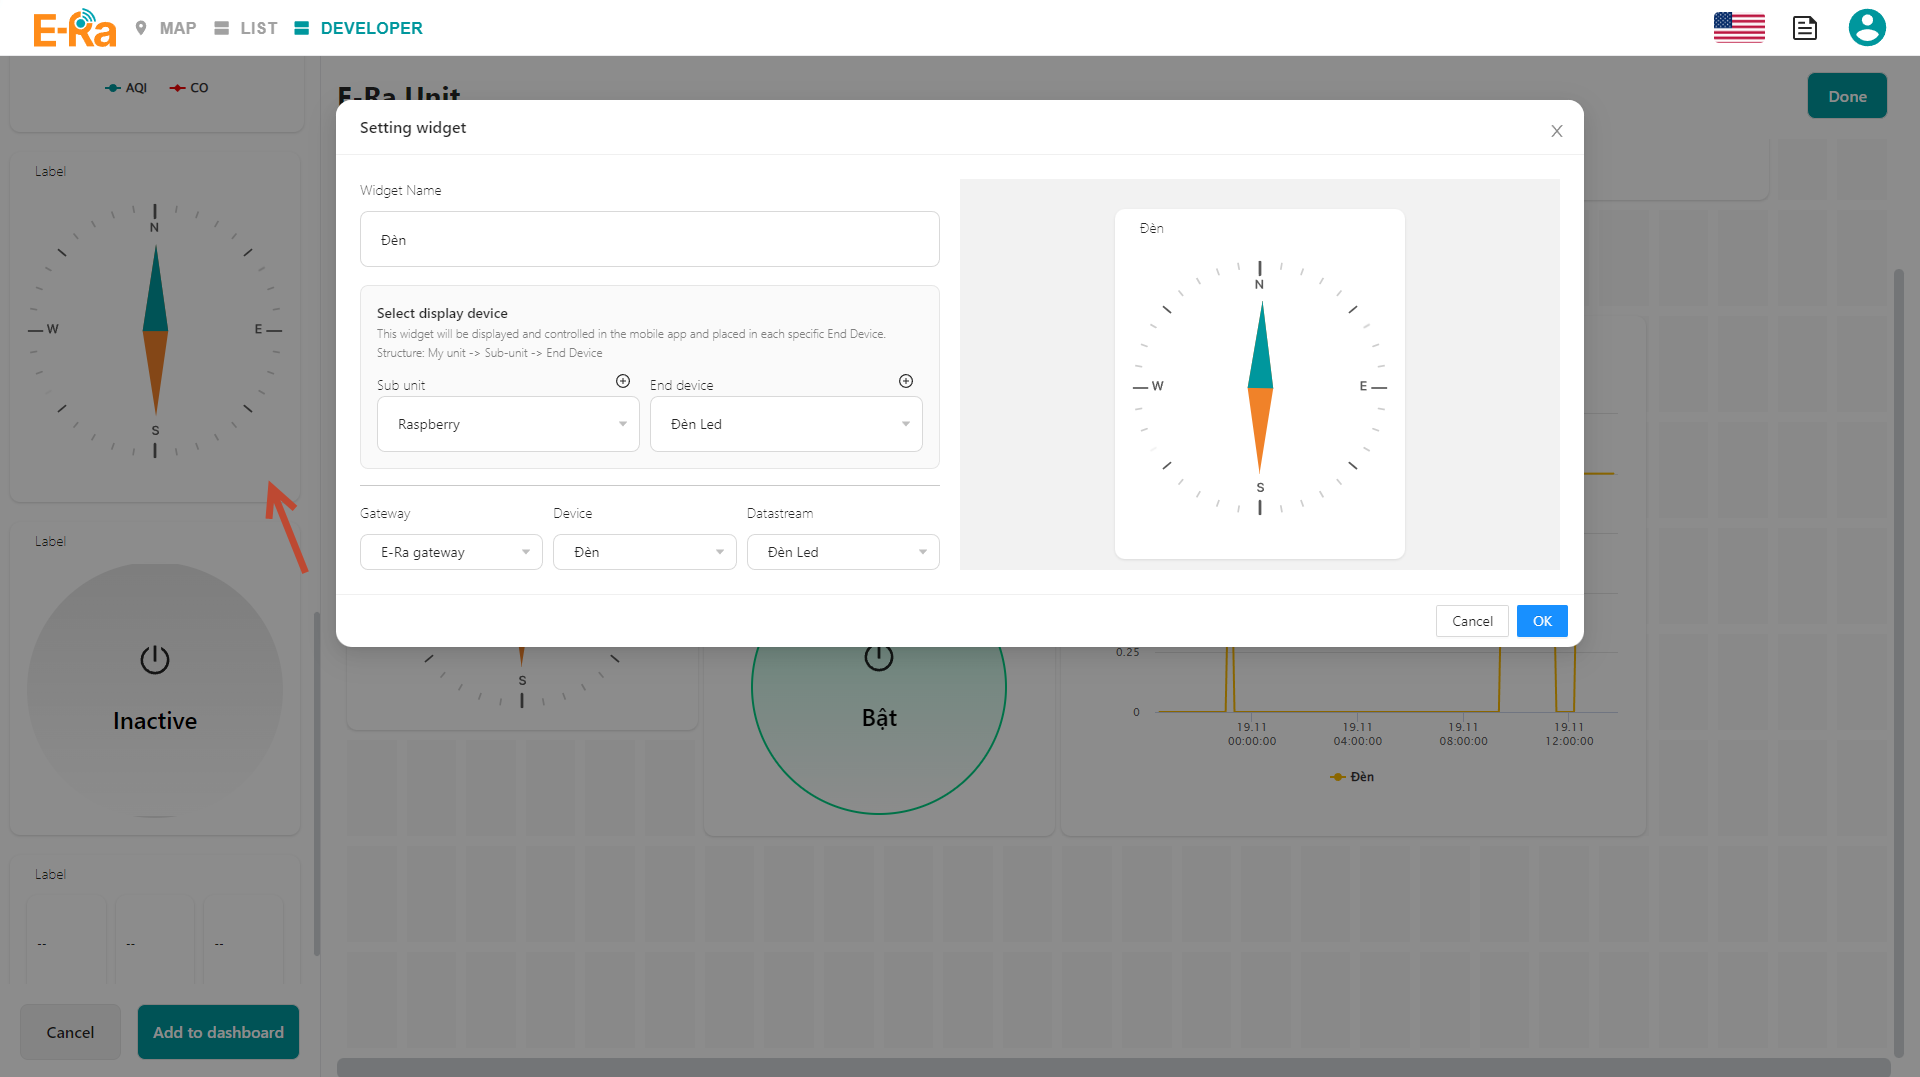 E-Ra
MAP
LIST
DEVELOPER
AQI
CO
E-Ra Unit
Done
Label
N
W
E
S
Label
Inactive
Label
--
--
--
Cancel
Add to dashboard
Setting widget
Widget Name
Đèn
Select display device
This widget will be displayed and controlled in the mobile app and placed in each specific End Device.
Structure: My unit -> Sub-unit -> End Device
Sub unit
End device
Raspberry
Đèn Led
Gateway
Device
Datastream
E-Ra gateway
Đèn
Đèn Led
Đèn
N
W
E
S
Cancel
OK
S
Bật
0.25
0
19.11
00:00:00
19.11
04:00:00
19.11
08:00:00
19.11
12:00:00
Đèn